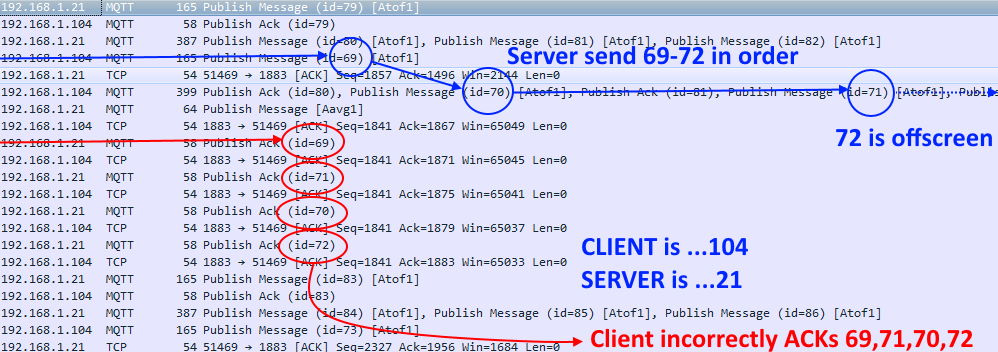 192.168.1.21 MQTT 165 Publish Message (id=79) [Atof1]
192.168.1.104 MQTT 58 Publish Ack (id=79)
192.168.1.21 MQTT 387 Publish Message (id=80) [Atof1], Publish Message (id=81) [Atof1], Publish Message (id=82) [Atof1]
192.168.1.104 MQTT 165 Publish Message (id=69) [Atof1]
Server send 69-72 in order
192.168.1.21 TCP 54 51469 → 1883 [ACK] Seq=1857 Ack=1496 Win=2144 Len=0
192.168.1.104 MQTT 399 Publish Ack (id=80), Publish Message (id=70) [Atof1], Publish Ack (id=81), Publish Message (id=71) [Atof1], Publis
192.168.1.21 MQTT 64 Publish Message [Aavg1]
192.168.1.104 TCP 54 1883 → 51469 [ACK] Seq=1841 Ack=1867 Win=65049 Len=0
72 is offscreen
192.168.1.21 MQTT 58 Publish Ack (id=69)
192.168.1.104 TCP 54 1883 → 51469 [ACK] Seq=1841 Ack=1871 Win=65045 Len=0
192.168.1.21 MQTT 58 Publish Ack (id=71)
192.168.1.104 TCP 54 1883 → 51469 [ACK] Seq=1841 Ack=1875 Win=65041 Len=0
192.168.1.21 MQTT 58 Publish Ack (id=70)
192.168.1.104 TCP 54 1883 → 51469 [ACK] Seq=1841 Ack=1879 Win=65037 Len=0
192.168.1.21 MQTT 58 Publish Ack (id=72)
CLIENT is ...104
192.168.1.104 TCP 54 1883 → 51469 [ACK] Seq=1841 Ack=1883 Win=65033 Len=0
192.168.1.21 MQTT 165 Publish Message (id=83) [Atof1]
SERVER is ...21
192.168.1.104 MQTT 58 Publish Ack (id=83)
192.168.1.21 MQTT 387 Publish Message (id=84) [Atof1], Publish Message (id=85) [Atof1], Publish Message (id=86) [Atof1]
192.168.1.104 MQTT 165 Publish Message (id=73) [Atof1]
Client incorrectly ACKs 69,71,70,72
192.168.1.21 TCP 54 51469 → 1883 [ACK] Seq=2327 Ack=1956 Win=1684 Len=0